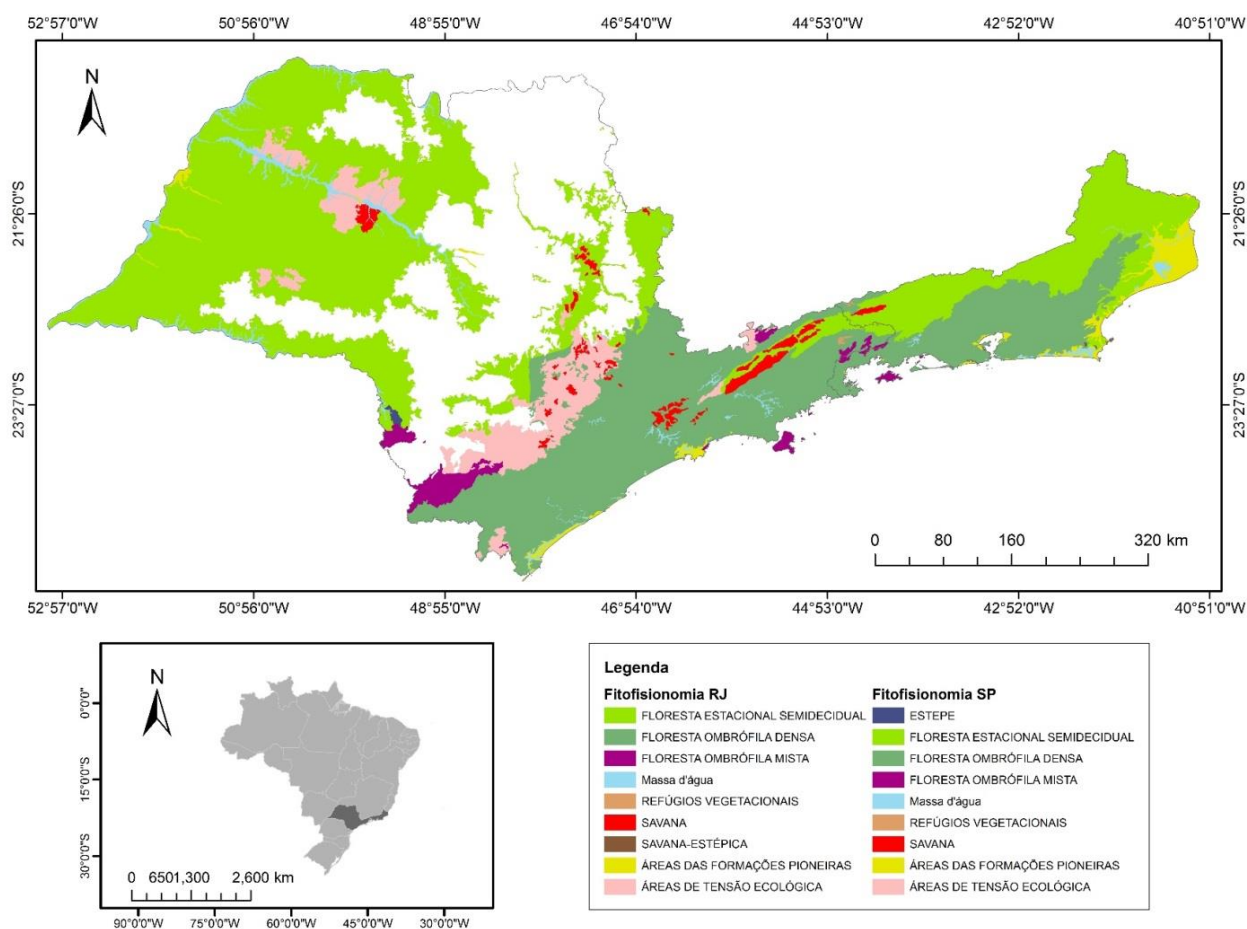 52°57'0"W 50°56'0"W 48°55'0"W 46°54'0"W 44°53'0"W 42°52'0"W 40°51'0"W
N
21°26'0"S 21°26'0"S
23°27'0"S 23°27'0"S
0 80 160 320 km
52°57'0"W 50°56'0"W 48°55'0"W 46°54'0"W 44°53'0"W 42°52'0"W 40°51'0"W
N
0°0'0"
15°0'0"S
30°0'0"S
0 6501,300 2,600 km
90°0'0"W 75°0'0"W 60°0'0"W 45°0'0"W 30°0'0"W
Legenda
Fitofisionomia RJ
FLORESTA ESTACIONAL SEMIDECIDUAL
FLORESTA OMBRÓFILA DENSA
FLORESTA OMBRÓFILA MISTA
Massa d'água
REFÚGIOS VEGETACIONAIS
SAVANA
SAVANA-ESTÉPICA
ÁREAS DAS FORMAÇÕES PIONEIRAS
ÁREAS DE TENSÃO ECOLÓGICA
Fitofisionomia SP
ESTEPE
FLORESTA ESTACIONAL SEMIDECIDUAL
FLORESTA OMBRÓFILA DENSA
FLORESTA OMBRÓFILA MISTA
Massa d'água
REFÚGIOS VEGETACIONAIS
SAVANA
ÁREAS DAS FORMAÇÕES PIONEIRAS
ÁREAS DE TENSÃO ECOLÓGICA